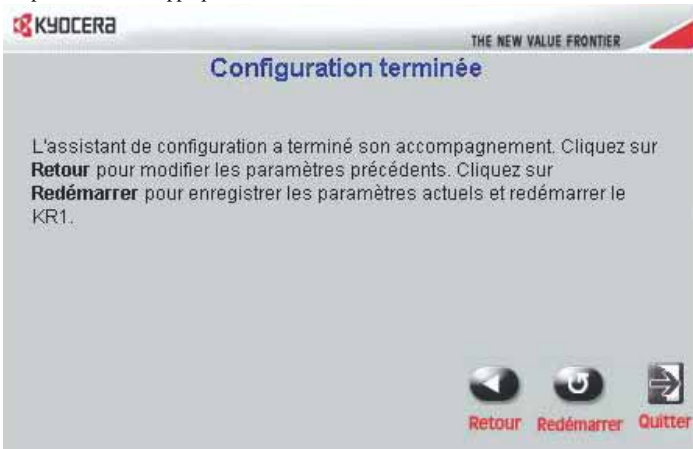 KYOCERA
THE NEW VALUE FRONTIER
Configuration terminée
L'assistant de configuration a terminé son accompagnement. Cliquez sur
Retour pour modifier les paramètres précédents. Cliquez sur
Redémarrer pour enregistrer les paramètres actuels et redémarrer le
KR1.
Retour Redémarrer Quitter